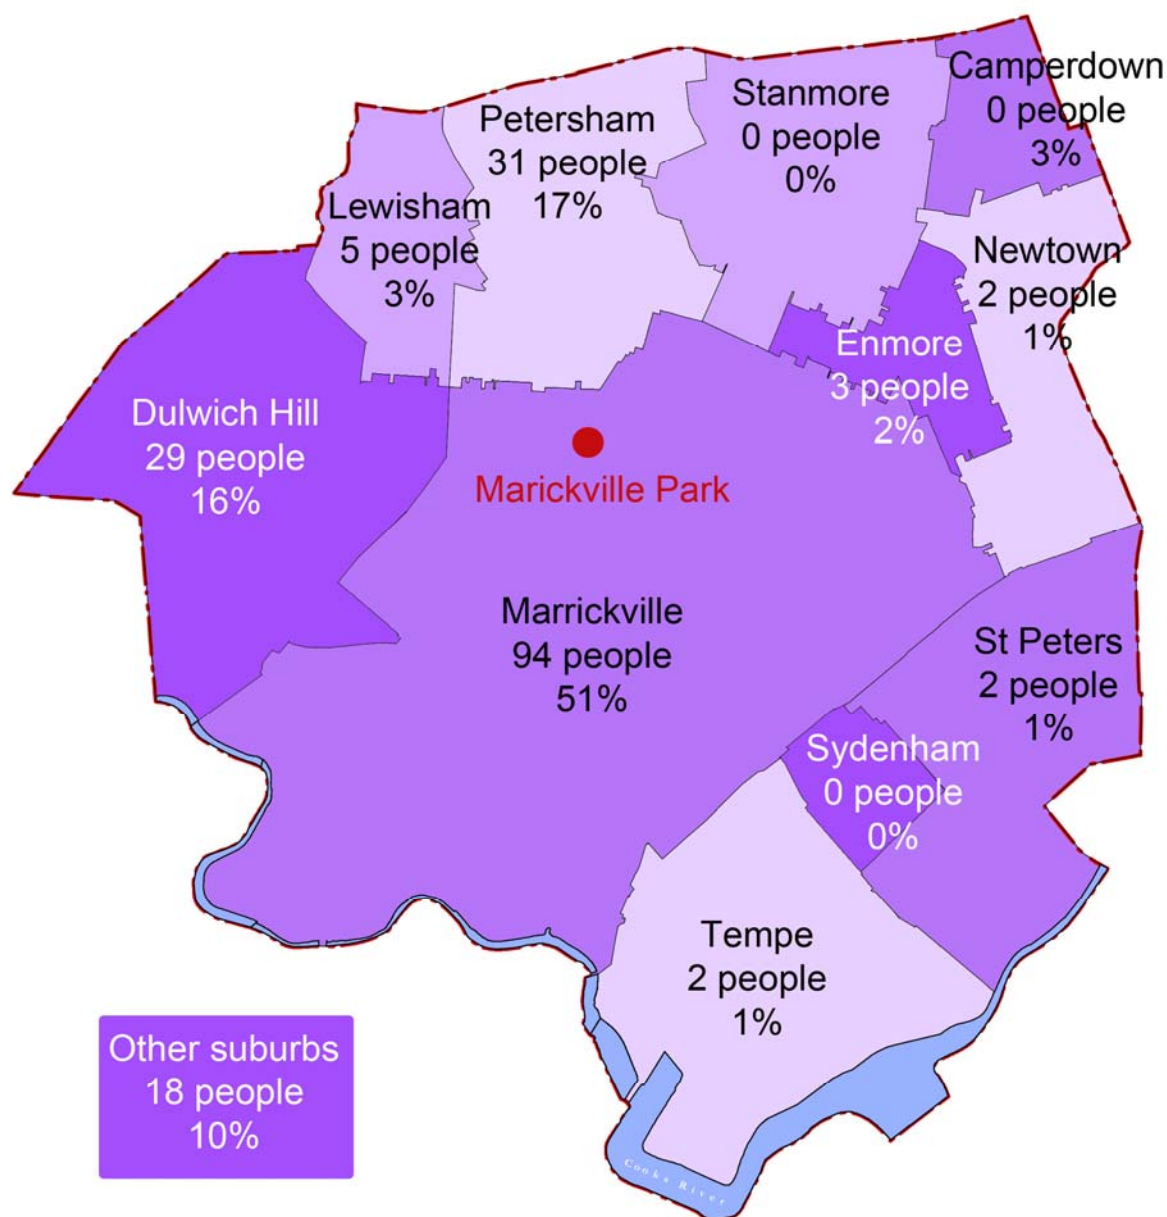 Camperdown
0 people
3%
Stanmore
0 people
0%
Petersham
31 people
17%
Lewisham
5 people
3%
Newtown
2 people
1%
Enmore
3 people
2%
Dulwich Hill
29 people
16%
Marickville Park
Marrickville
94 people
51%
St Peters
2 people
1%
Sydenham
0 people
0%
Tempe
2 people
1%
Other suburbs
18 people
10%
Cooks River